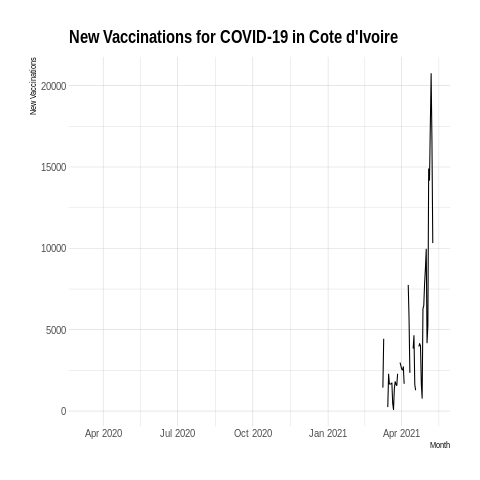 New Vaccinations for COVID-19 in Cote d'Ivoire
New Vaccinations
20000
15000
10000
5000
0
Apr 2020 Jul 2020 Oct 2020 Jan 2021 Apr 2021
Month